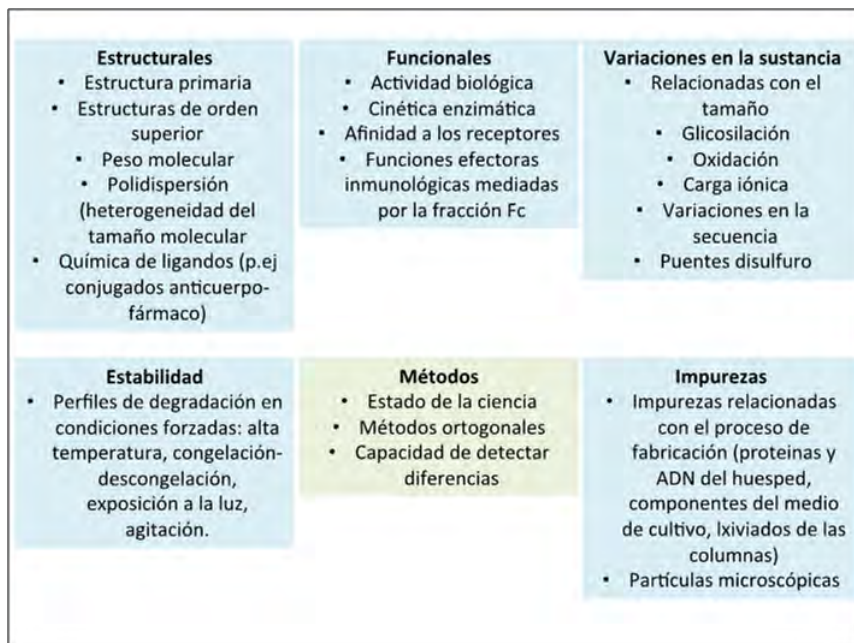 Estructurales
• Estructura primaria
• Estructuras de orden
superior
• Peso molecular
• Polidispersión
(heterogeneidad del
tamaño molecular
• Química de ligandos (p.ej
conjugados anticuerpo-
fármaco)
Funcionales
• Actividad biológica
• Cinética enzimática
• Afinidad a los receptores
• Funciones efectoras
inmunológicas mediadas
por la fracción Fc
Variaciones en la sustancia
• Relacionadas con el
tamaño
• Glicosilación
• Oxidación
• Carga iónica
• Variaciones en la
secuencia
• Puentes disulfuro
Estabilidad
• Perfiles de degradación en
condiciones forzadas: alta
temperatura, congelación-
descongelación,
exposición a la luz,
agitación.
Métodos
• Estado de la ciencia
• Métodos ortogonales
• Capacidad de detectar
diferencias
Impurezas
• Impurezas relacionadas
con el proceso de
fabricación (proteinas y
ADN del huesped,
componentes del medio
de cultivo, lxiviados de las
columnas)
• Partículas microscópicas